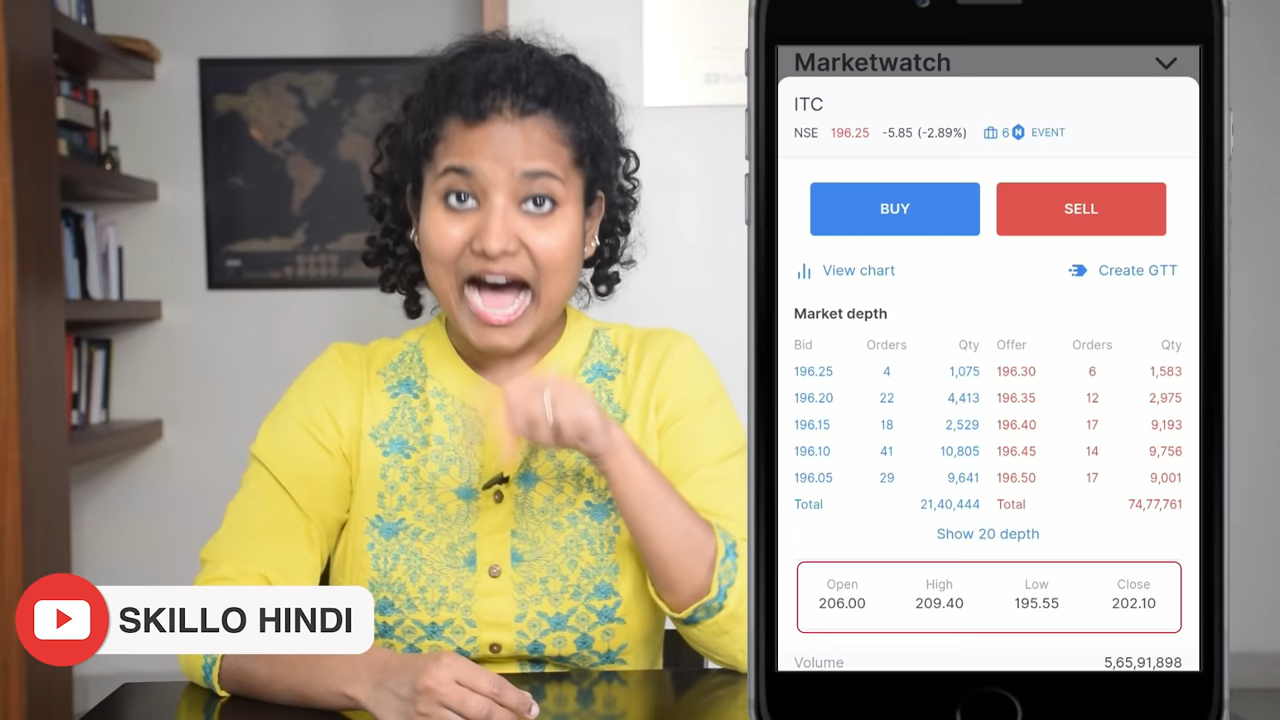 SKILLO HINDI
Marketwatch
ITC
NSE 196.25 -5.85 (-2.89%) 6 N EVENT
BUY SELL
View chart Create GTT
Market depth
Bid Orders Qty Offer Orders Qty
196.25 4 1,075 196.30 6 1,583
196.20 22 4,413 196.35 12 2,975
196.15 18 2,529 196.40 17 9,193
196.10 41 10,805 196.45 14 9,756
196.05 29 9,641 196.50 17 9,001
Total 21,40,444 Total 74,77,761
Show 20 depth
Open High Low Close
206.00 209.40 195.55 202.10
Volume 5,65,91,898